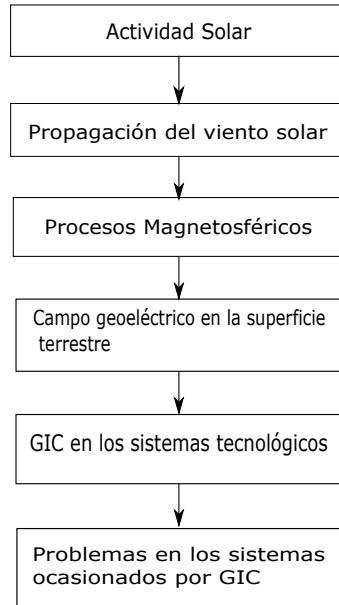 Actividad Solar
Propagación del viento solar
Procesos Magnetosféricos
Campo geoeléctrico en la superficie
terrestre
GIC en los sistemas tecnológicos
Problemas en los sistemas
ocasionados por GIC